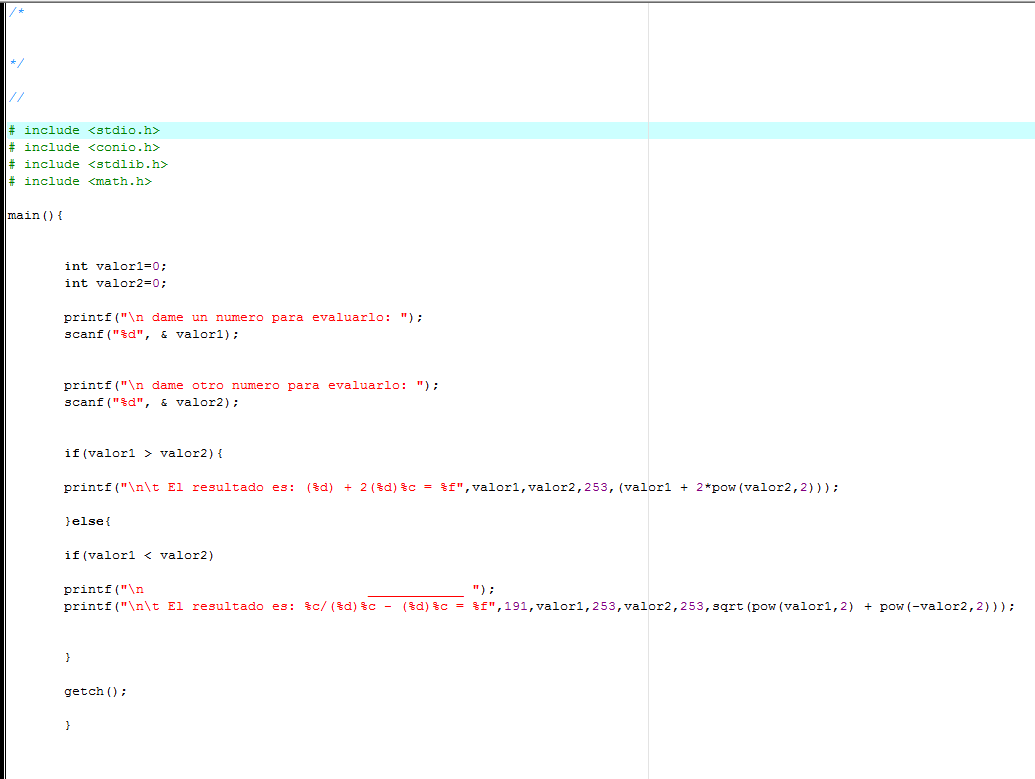 /*
*/
//
# include <stdio.h>
# include <conio.h>
# include <stdlib.h>
# include <math.h>
main(){
int valor1=0;
int valor2=0;
printf("\n dame un numero para evaluarlo: ");
scanf("%d", & valor1);
printf("\n dame otro numero para evaluarlo: ");
scanf("%d", & valor2);
if(valor1 > valor2){
printf("\n\t El resultado es: (%d) + 2(%d)%c = %f",valor1,valor2,253,(valor1 + 2*pow(valor2,2)));
}else{
if(valor1 < valor2)
printf("\n                            ____________ ");
printf("\n\t El resultado es: %c/(%d)%c - (%d)%c = %f",191,valor1,253,valor2,253,sqrt(pow(valor1,2) + pow(-valor2,2)));
}
getch();
}